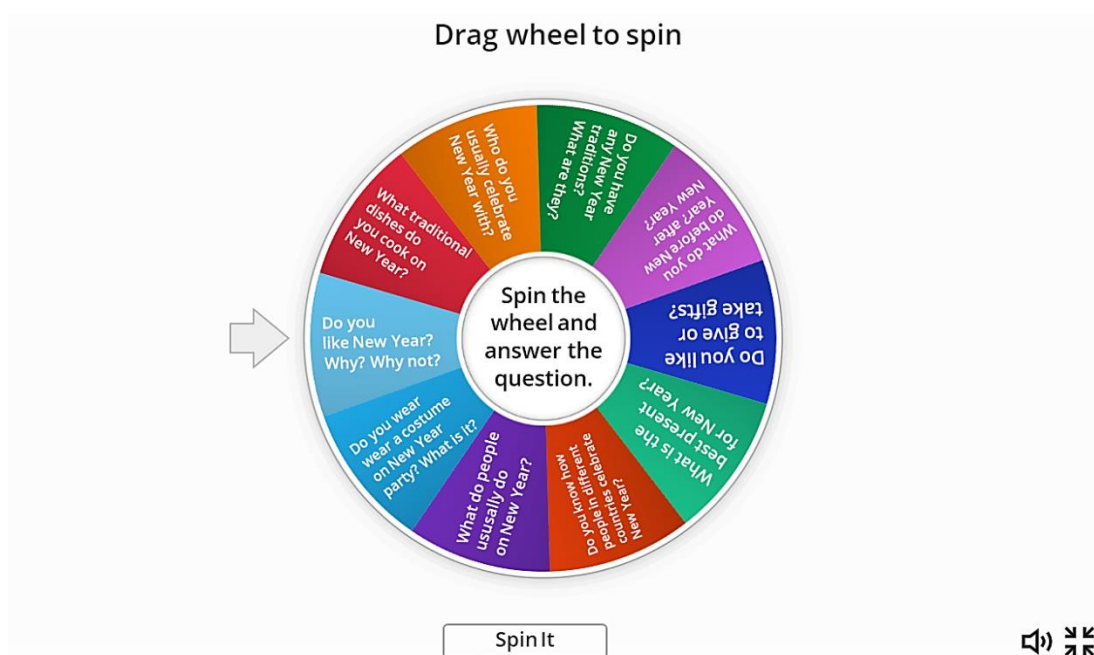 Drag wheel to spin
Who do you
usually celebrate
New Year with?
Do you have
any New Year
traditions?
What are they?
What do you
do before New
Year? after
New Year?
Do you like
to give or
take gifts?
What is the
best present
for New Year?
Do you know how
people in different
countries celebrate
New Year?
What do people
ususally do
on New Year?
Do you wear
wear a costume
on New Year
party? What is it?
Do you
like New Year?
Why? Why not?
What traditional
dishes do
you cook on
New Year?
Spin the
wheel and
answer the
question.
Spin It